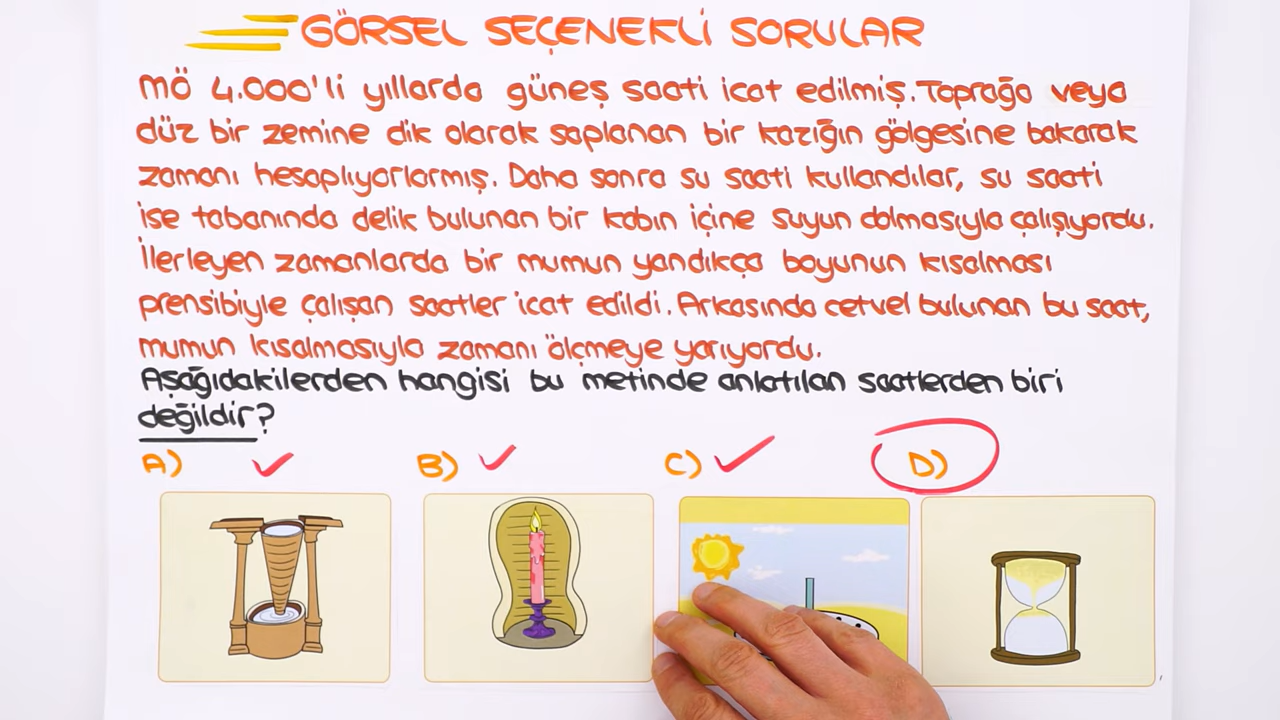 GÖRSEL SEÇENEKLİ SORULAR
MÖ 4.000'li yıllarda güneş saati icat edilmiş. Toprağa veya
düz bir zemine dik olarak saplanan bir kazığın gölgesine bakarak
zamanı hesaplıyorlarmış. Daha sonra su saati kullandılar, su saati
ise tabanında delik bulunan bir kabın içine suyun dolmasıyla çalışıyordu.
İlerleyen zamanlarda bir mumun yandıkça boyunun kısalması
prensibiyle çalışan saatler icat edildi. Arkasında cetvel bulunan bu saat,
mumun kısalmasıyla zamanı ölçmeye yarıyordu.
Aşağıdakilerden hangisi bu metinde anlatılan saatlerden biri
değildir?
A) B) C) D)